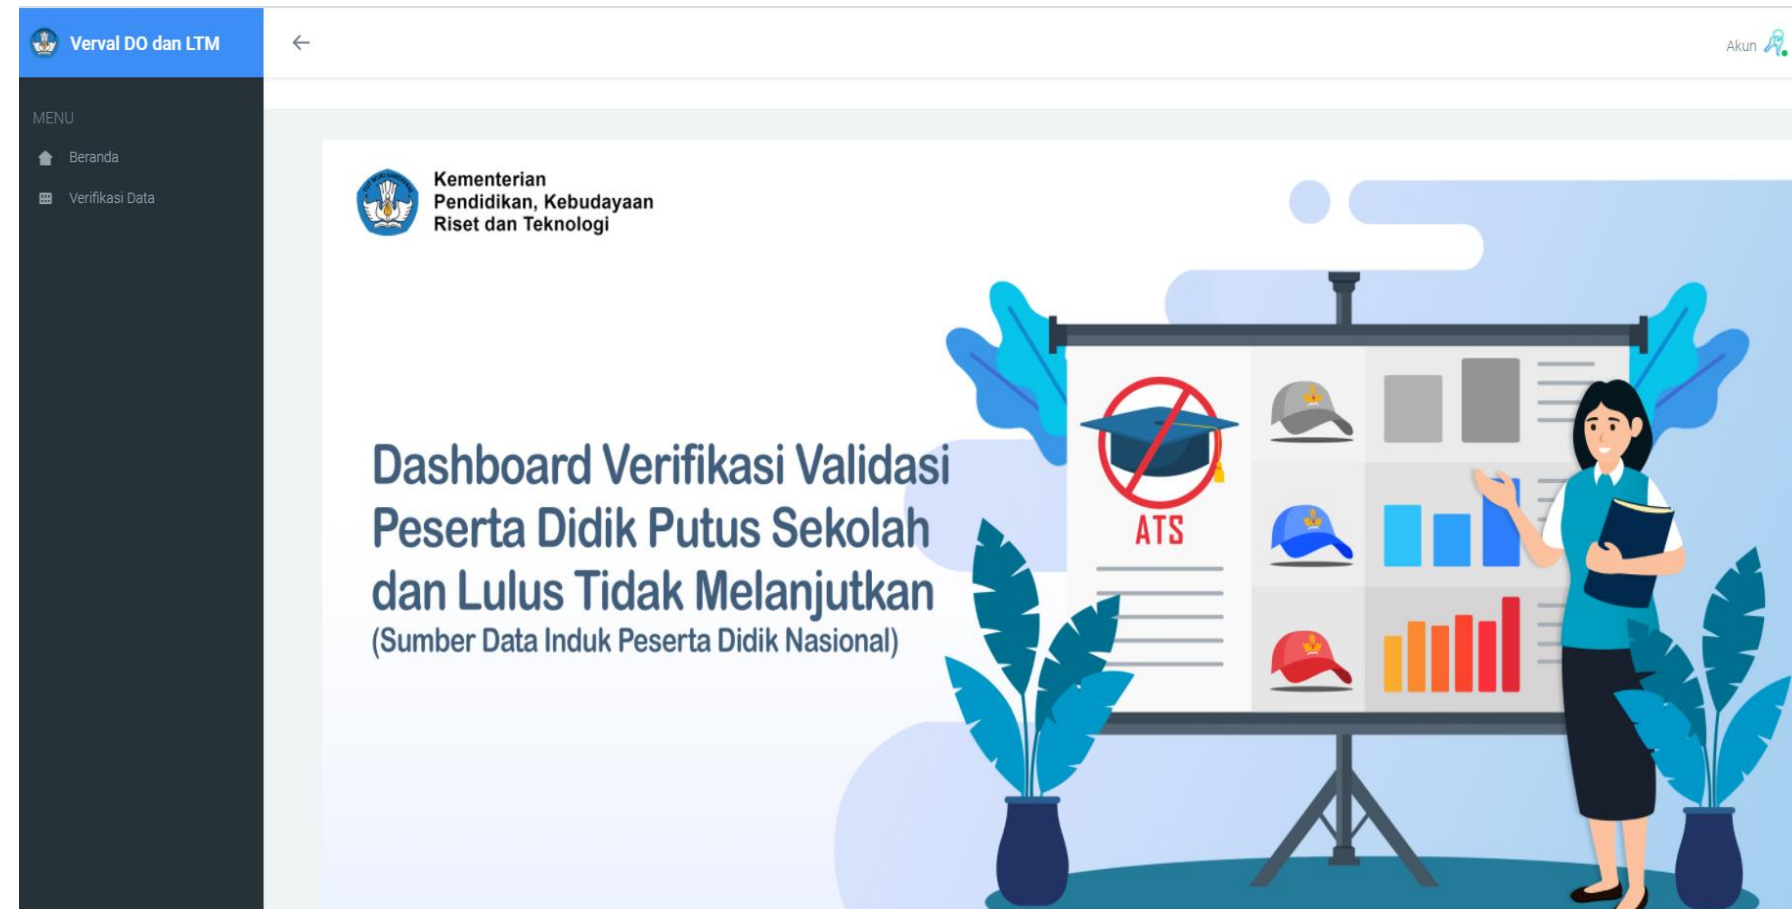 Verval DO dan LTM
Akun
MENU
Beranda
Verifikasi Data
Kementerian
Pendidikan, Kebudayaan
Riset dan Teknologi
Dashboard Verifikasi Validasi
Peserta Didik Putus Sekolah
dan Lulus Tidak Melanjutkan
(Sumber Data Induk Peserta Didik Nasional)
ATS